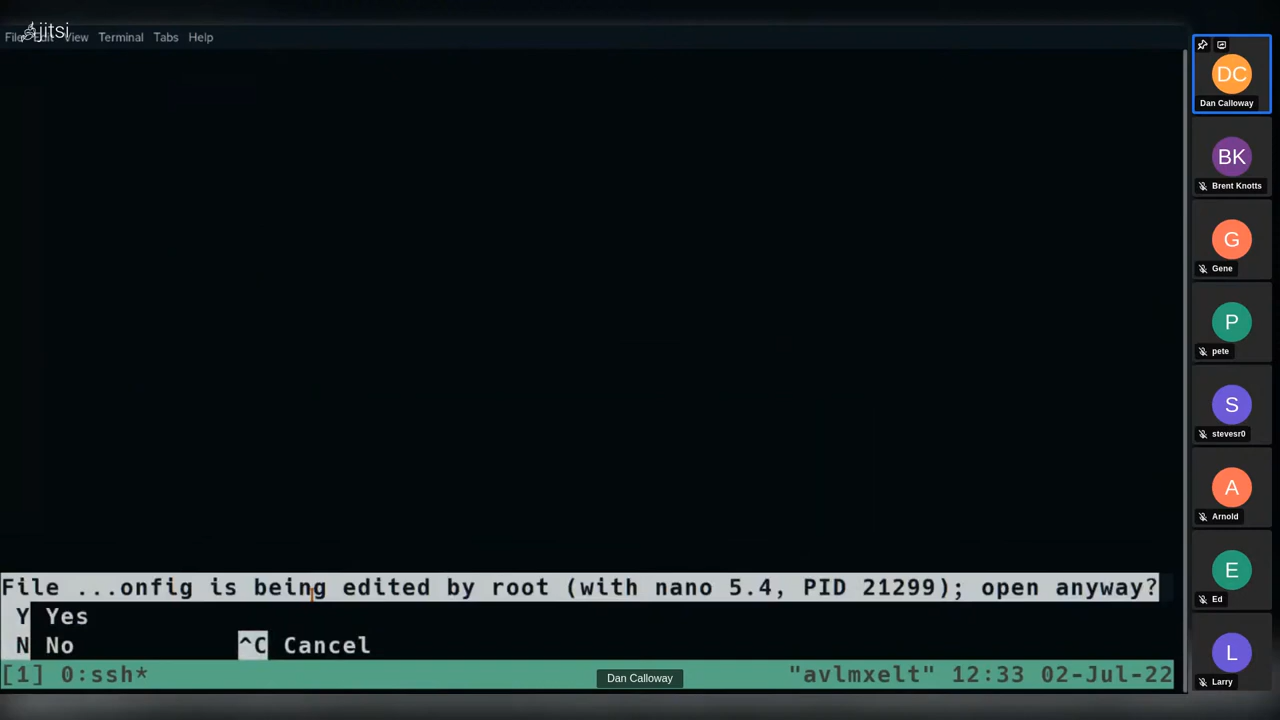 jitsi
File Edit View Terminal Tabs Help
File ...onfig is being edited by root (with nano 5.4, PID 21299); open anyway?
Y Yes
N No ^C Cancel
[1] 0:ssh* "avlmxelt" 12:33 02-Jul-22
Dan Calloway
DC
Dan Calloway
BK
Brent Knotts
G
Gene
P
pete
S
stevesr0
A
Arnold
E
Ed
L
Larry